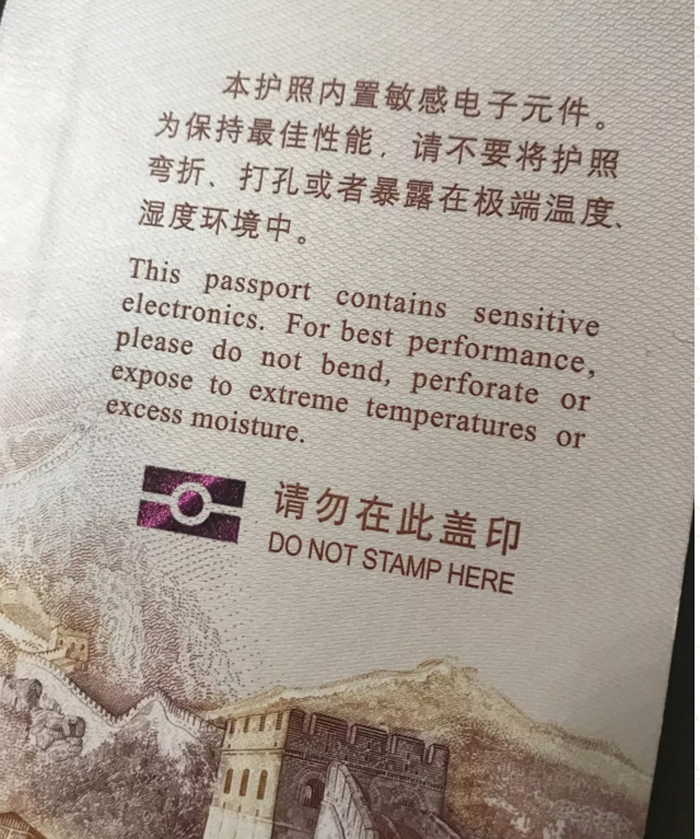 本护照内置敏感电子元件。
为保持最佳性能，请不要将护照
弯折、打孔或者暴露在极端温度、
湿度环境中。
This passport contains sensitive
electronics. For best performance,
please do not bend, perforate or
expose to extreme temperatures or
excess moisture.
请勿在此盖印
DO NOT STAMP HERE